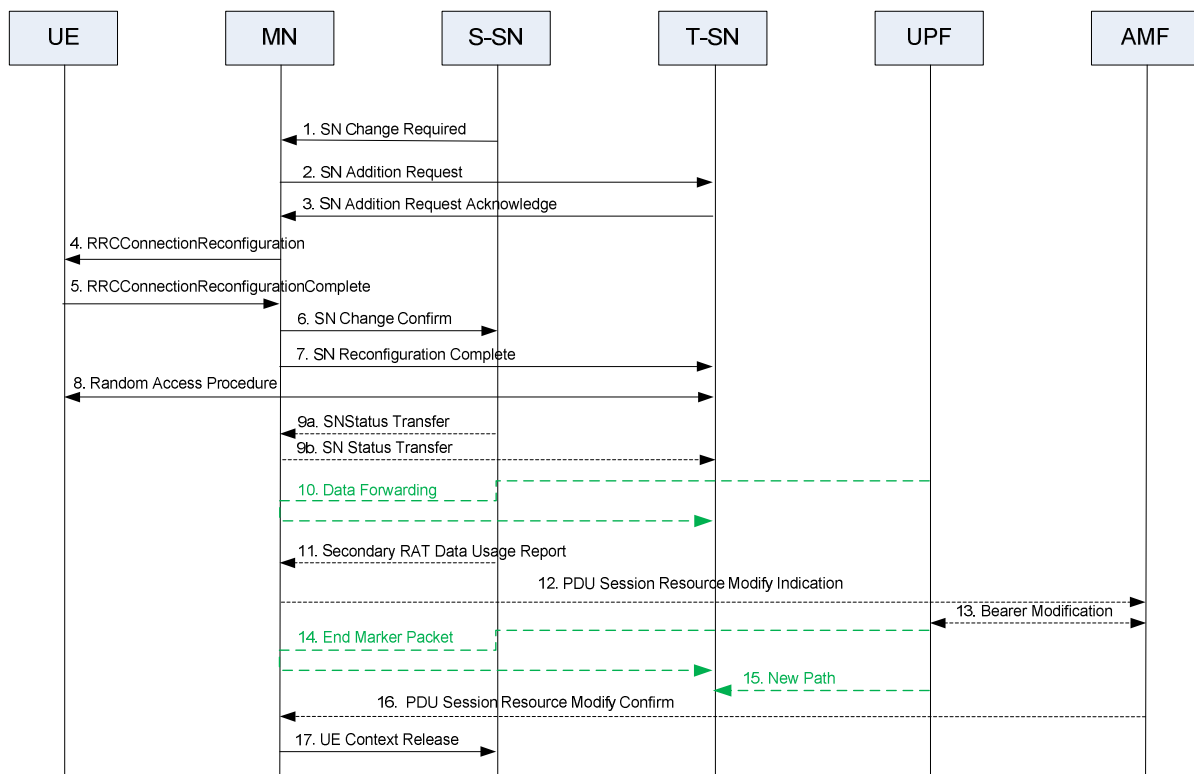 UE
MN
S-SN
T-SN
UPF
AMF
1. SN Change Required
2. SN Addition Request
3. SN Addition Request Acknowledge
4. RRCConnectionReconfiguration
5. RRCConnectionReconfigurationComplete
6. SN Change Confirm
7. SN Reconfiguration Complete
8. Random Access Procedure
9a. SNStatus Transfer
9b. SN Status Transfer
10. Data Forwarding
11. Secondary RAT Data Usage Report
12. PDU Session Resource Modify Indication
13. Bearer Modification
14. End Marker Packet
15. New Path
16. PDU Session Resource Modify Confirm
17. UE Context Release